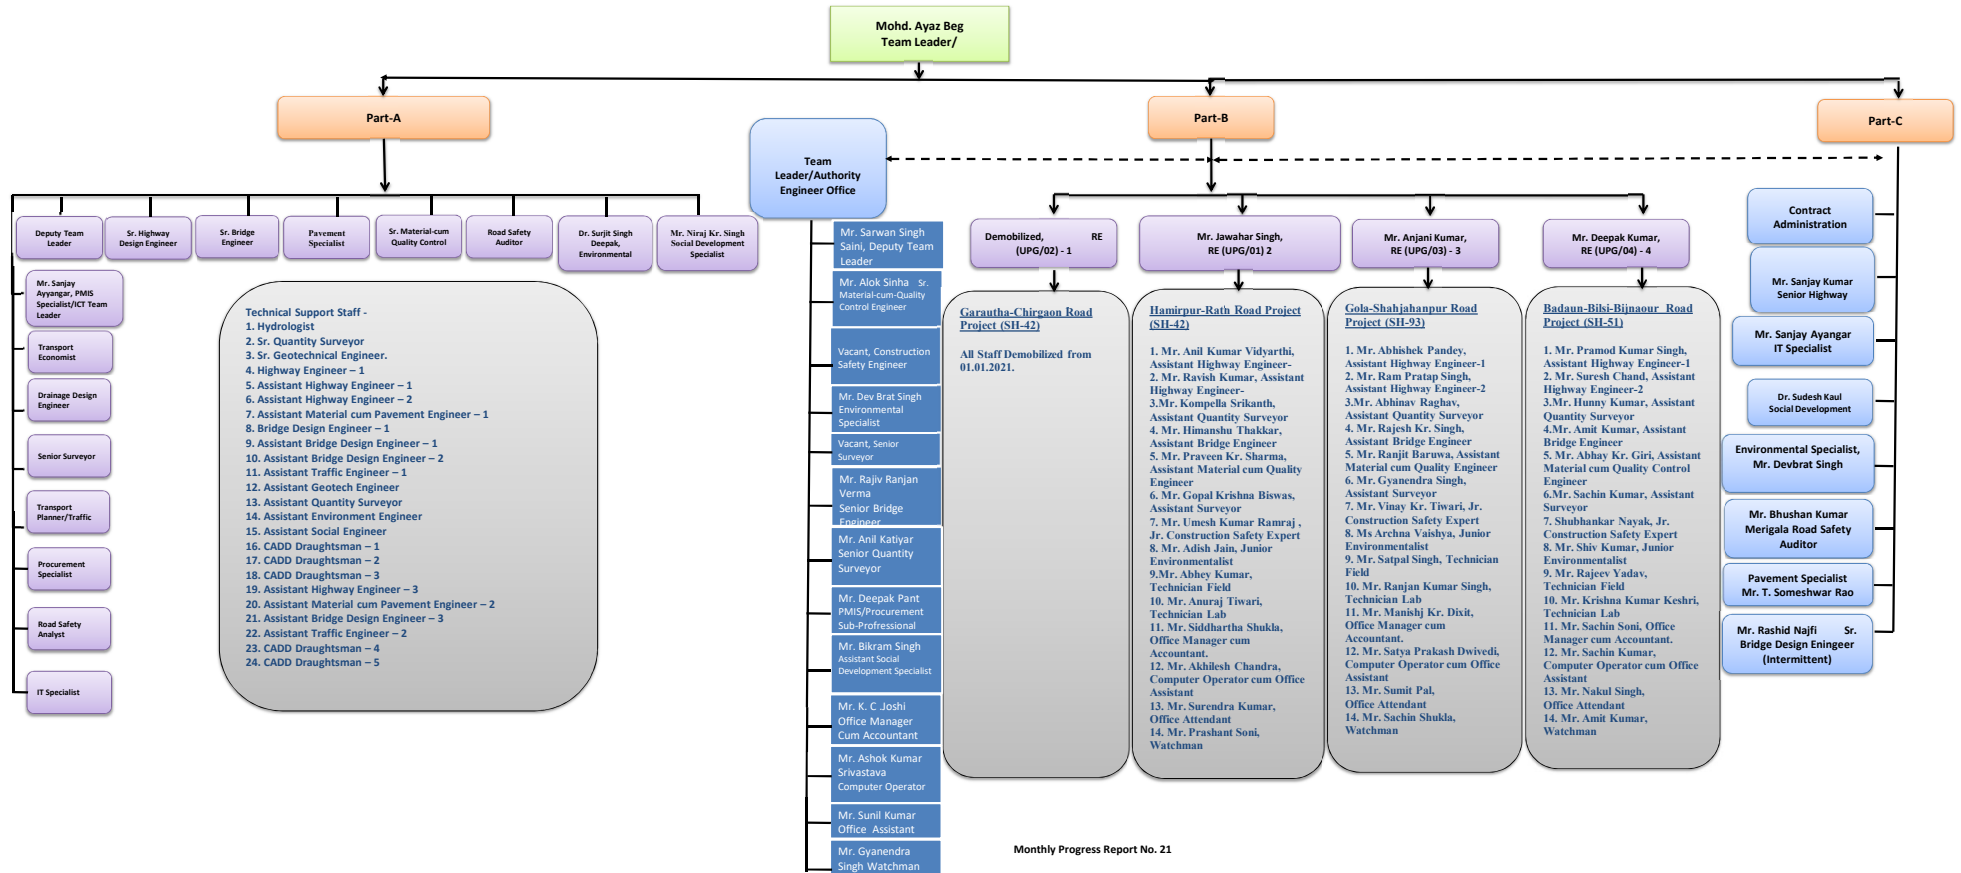 Mohd. Ayaz Beg
Team Leader/
Part-A
Part-B
Part-C
Team
Leader/Authority
Engineer Office
Deputy Team
Leader
Sr. Highway
Design Engineer
Sr. Bridge
Engineer
Pavement
Specialist
Sr. Material-cum
Quality Control
Road Safety
Auditor
Dr. Surjit Singh
Deepak,
Environmental
Mr. Niraj Kr. Singh
Social Development
Specialist
Mr. Sanjay
Ayyangar, PMIS
Specialist/ICT Team
Leader
Transport
Economist
Drainage Design
Engineer
Senior Surveyor
Transport
Planner/Traffic
Procurement
Specialist
Road Safety
Analyst
IT Specialist
Technical Support Staff -
1. Hydrologist
2. Sr. Quantity Surveyor
3. Sr. Geotechnical Engineer.
4. Highway Engineer – 1
5. Assistant Highway Engineer – 1
6. Assistant Highway Engineer – 2
7. Assistant Material cum Pavement Engineer – 1
8. Bridge Design Engineer – 1
9. Assistant Bridge Design Engineer – 1
10. Assistant Bridge Design Engineer – 2
11. Assistant Traffic Engineer – 1
12. Assistant Geotech Engineer
13. Assistant Quantity Surveyor
14. Assistant Environment Engineer
15. Assistant Social Engineer
16. CADD Draughtsman – 1
17. CADD Draughtsman – 2
18. CADD Draughtsman – 3
19. Assistant Highway Engineer – 3
20. Assistant Material cum Pavement Engineer – 2
21. Assistant Bridge Design Engineer – 3
22. Assistant Traffic Engineer – 2
23. CADD Draughtsman – 4
24. CADD Draughtsman – 5
Mr. Sarwan Singh
Saini, Deputy Team
Leader
Mr. Alok Sinha Sr.
Material-cum-Quality
Control Engineer
Vacant, Construction
Safety Engineer
Mr. Dev Brat Singh
Environmental
Specialist
Vacant, Senior
Surveyor
Mr. Rajiv Ranjan
Verma
Senior Bridge
Engineer
Mr. Anil Katiyar
Senior Quantity
Surveyor
Mr. Deepak Pant
PMIS/Procurement
Sub-Profressional
Mr. Bikram Singh
Assistant Social
Development Specialist
Mr. K. C .Joshi
Office Manager
Cum Accountant
Mr. Ashok Kumar
Srivastava
Computer Operator
Mr. Sunil Kumar
Office Assistant
Mr. Gyanendra
Singh Watchman
Demobilized, RE
(UPG/02) - 1
Garautha-Chirgaon Road
Project (SH-42)
All Staff Demobilized from
01.01.2021.
Mr. Jawahar Singh,
RE (UPG/01) 2
Hamirpur-Rath Road Project
(SH-42)
1. Mr. Anil Kumar Vidyarthi,
Assistant Highway Engineer-
2. Mr. Ravish Kumar, Assistant
Highway Engineer-
3.Mr. Kompella Srikanth,
Assistant Quantity Surveyor
4. Mr. Himanshu Thakkar,
Assistant Bridge Engineer
5. Mr. Praveen Kr. Sharma,
Assistant Material cum Quality
Engineer
6. Mr. Gopal Krishna Biswas,
Assistant Surveyor
7. Mr. Umesh Kumar Ramraj ,
Jr. Construction Safety Expert
8. Mr. Adish Jain, Junior
Environmentalist
9.Mr. Abhey Kumar,
Technician Field
10. Mr. Anuraj Tiwari,
Technician Lab
11. Mr. Siddhartha Shukla,
Office Manager cum
Accountant.
12. Mr. Akhilesh Chandra,
Computer Operator cum Office
Assistant
13. Mr. Surendra Kumar,
Office Attendant
14. Mr. Prashant Soni,
Watchman
Mr. Anjani Kumar,
RE (UPG/03) - 3
Gola-Shahjahanpur Road
Project (SH-93)
1. Mr. Abhishek Pandey,
Assistant Highway Engineer-1
2. Mr. Ram Pratap Singh,
Assistant Highway Engineer-2
3.Mr. Abhinav Raghav,
Assistant Quantity Surveyor
4. Mr. Rajesh Kr. Singh,
Assistant Bridge Engineer
5. Mr. Ranjit Baruwa, Assistant
Material cum Quality Engineer
6. Mr. Gyanendra Singh,
Assistant Surveyor
7. Mr. Vinay Kr. Tiwari, Jr.
Construction Safety Expert
8. Ms Archna Vaishya, Junior
Environmentalist
9. Mr. Satpal Singh, Technician
Field
10. Mr. Ranjan Kumar Singh,
Technician Lab
11. Mr. Manishj Kr. Dixit,
Office Manager cum
Accountant.
12. Mr. Satya Prakash Dwivedi,
Computer Operator cum Office
Assistant
13. Mr. Sumit Pal,
Office Attendant
14. Mr. Sachin Shukla,
Watchman
Mr. Deepak Kumar,
RE (UPG/04) - 4
Badaun-Bilsi-Bijnaour Road
Project (SH-51)
1. Mr. Pramod Kumar Singh,
Assistant Highway Engineer-1
2. Mr. Suresh Chand, Assistant
Highway Engineer-2
3.Mr. Hunny Kumar, Assistant
Quantity Surveyor
4.Mr. Amit Kumar, Assistant
Bridge Engineer
5. Mr. Abhay Kr. Giri, Assistant
Material cum Quality Control
Engineer
6.Mr. Sachin Kumar, Assistant
Surveyor
7. Shubhankar Nayak, Jr.
Construction Safety Expert
8. Mr. Shiv Kumar, Junior
Environmentalist
9. Mr. Rajeev Yadav,
Technician Field
10. Mr. Krishna Kumar Keshri,
Technician Lab
11. Mr. Sachin Soni, Office
Manager cum Accountant.
12. Mr. Sachin Kumar,
Computer Operator cum Office
Assistant
13. Mr. Nakul Singh,
Office Attendant
14. Mr. Amit Kumar,
Watchman
Contract
Administration
Mr. Sanjay Kumar
Senior Highway
Mr. Sanjay Ayangar
IT Specialist
Dr. Sudesh Kaul
Social Development
Environmental Specialist,
Mr. Devbrat Singh
Mr. Bhushan Kumar
Merigala Road Safety
Auditor
Pavement Specialist
Mr. T. Someshwar Rao
Mr. Rashid Najfi Sr.
Bridge Design Eningeer
(Intermittent)
Monthly Progress Report No. 21